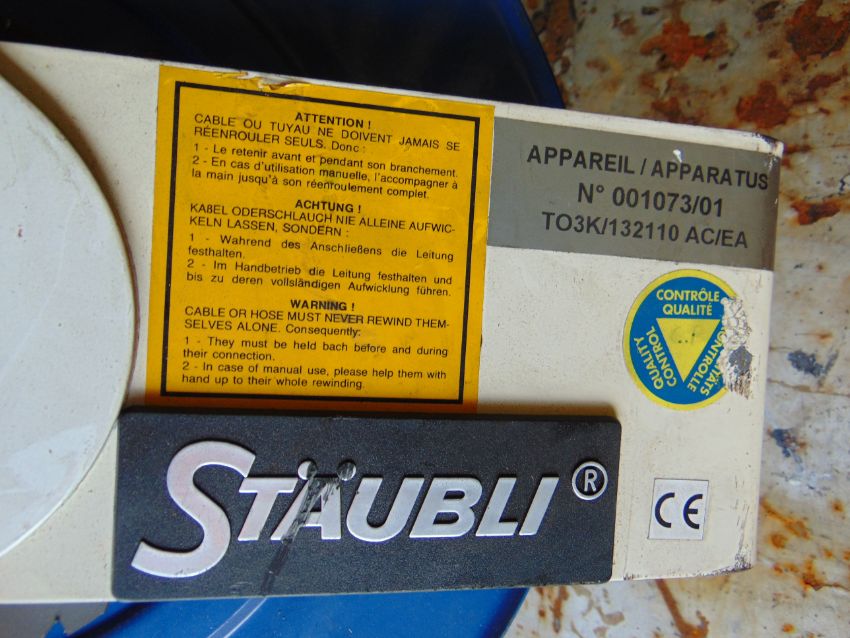 ATTENTION !
CABLE OU TUYAU NE DOIVENT JAMAIS SE
RÉENROULER SEULS. Donc :
1 - Le retenir avant et pendant son branchement.
2 - En cas d'utilisation manuelle, l'accompagner à
la main jusqu'à son réenroulement complet.
ACHTUNG !
KABEL ODERSCHLAUCH NIE ALLEINE AUFWIC-
KELN LASSEN, SONDERN :
1 - Wahrend des Anschließens die Leitung
festhalten.
2 - Im Handbetrieb die Leitung festhalten und
bis zu deren vollsländigen Aufwicklung führen.
WARNING !
CABLE OR HOSE MUST NEVER REWIND THEM-
SELVES ALONE. Consequently:
1 - They must be held bach before and during
their connection.
2 - In case of manual use, please help them with
hand up to their whole rewinding.
APPAREIL / APPARATUS
N° 001073/01
TO3K/132110 AC/EA
CONTRÔLE
QUALITÉ
QUALITY
CONTROL
STÄUBLI ®
CE